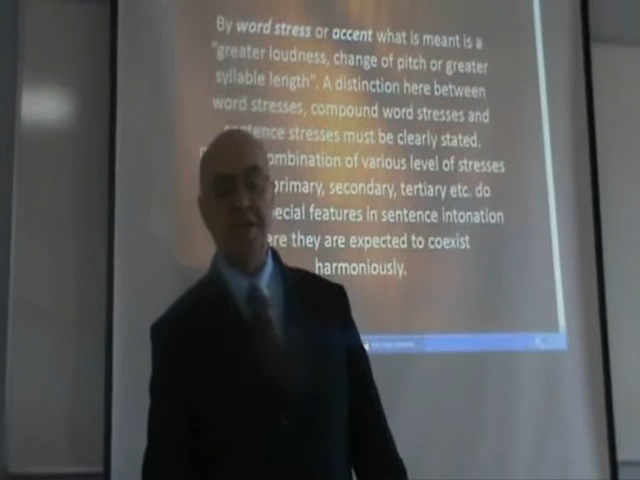 By word stress or accent what is meant is a
"greater loudness, change of pitch or greater
syllable length". A distinction here between
word stresses, compound word stresses and
sentence stresses must be clearly stated.
combination of various level of stresses
primary, secondary, tertiary etc. do
features in sentence intonation
they are expected to coexist
harmoniously.